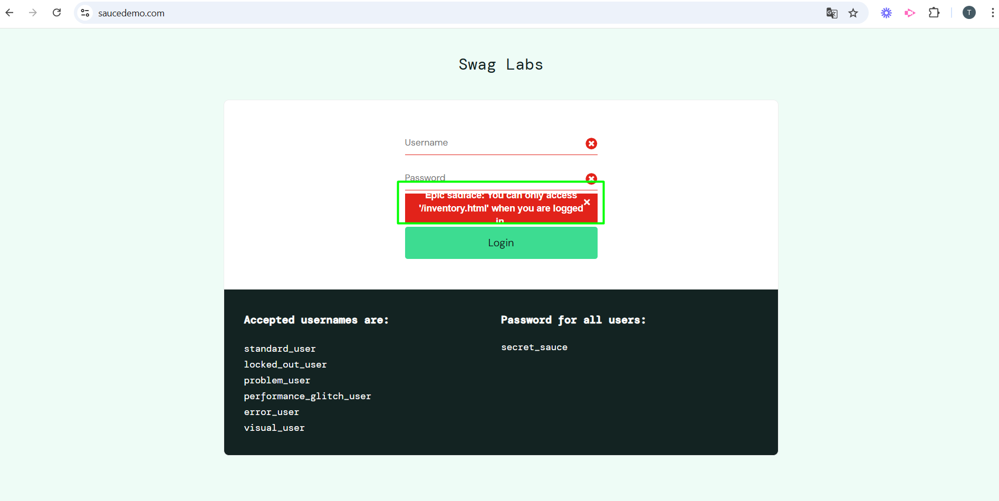 saucedemo.com
T
Swag Labs
Username
Password
Epic sadface: You can only access
'/inventory.html' when you are logged
in
Login
Accepted usernames are:
standard_user
locked_out_user
problem_user
performance_glitch_user
error_user
visual_user
Password for all users:
secret_sauce